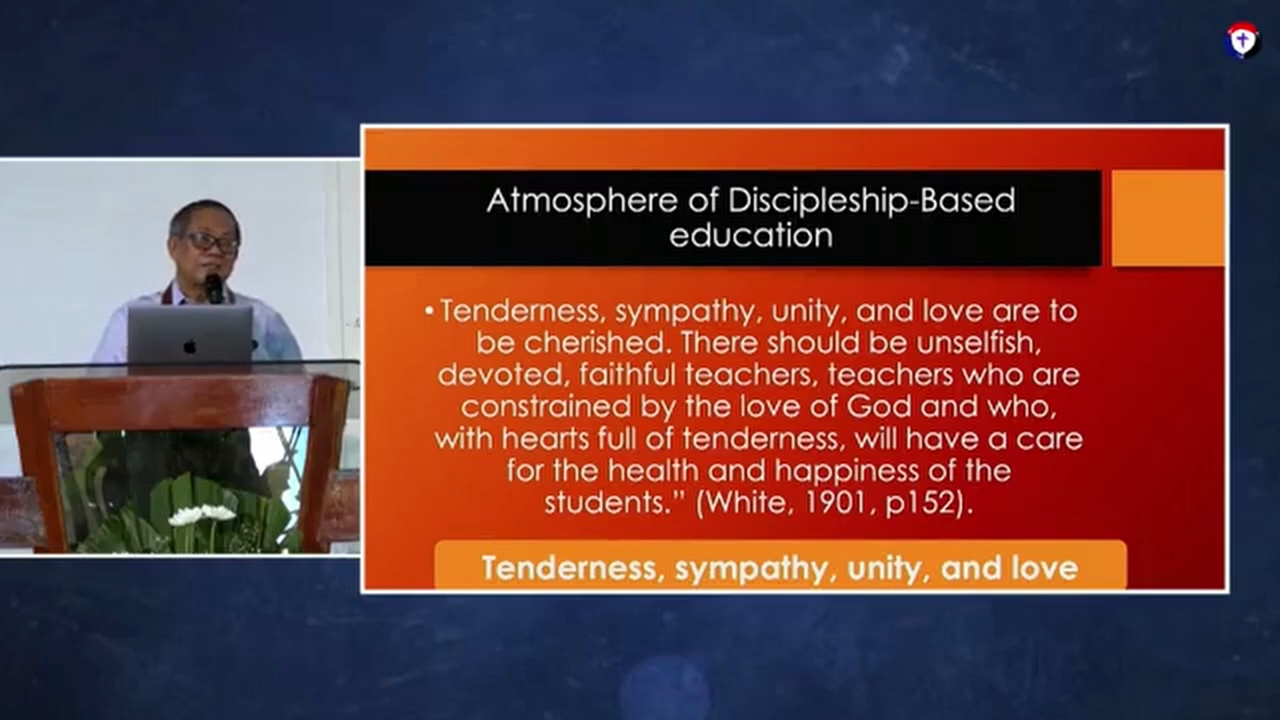 Atmosphere of Discipleship-Based
education
• Tenderness, sympathy, unity, and love are to
be cherished. There should be unselfish,
devoted, faithful teachers, teachers who are
constrained by the love of God and who,
with hearts full of tenderness, will have a care
for the health and happiness of the
students.” (White, 1901, p152).
Tenderness, sympathy, unity, and love